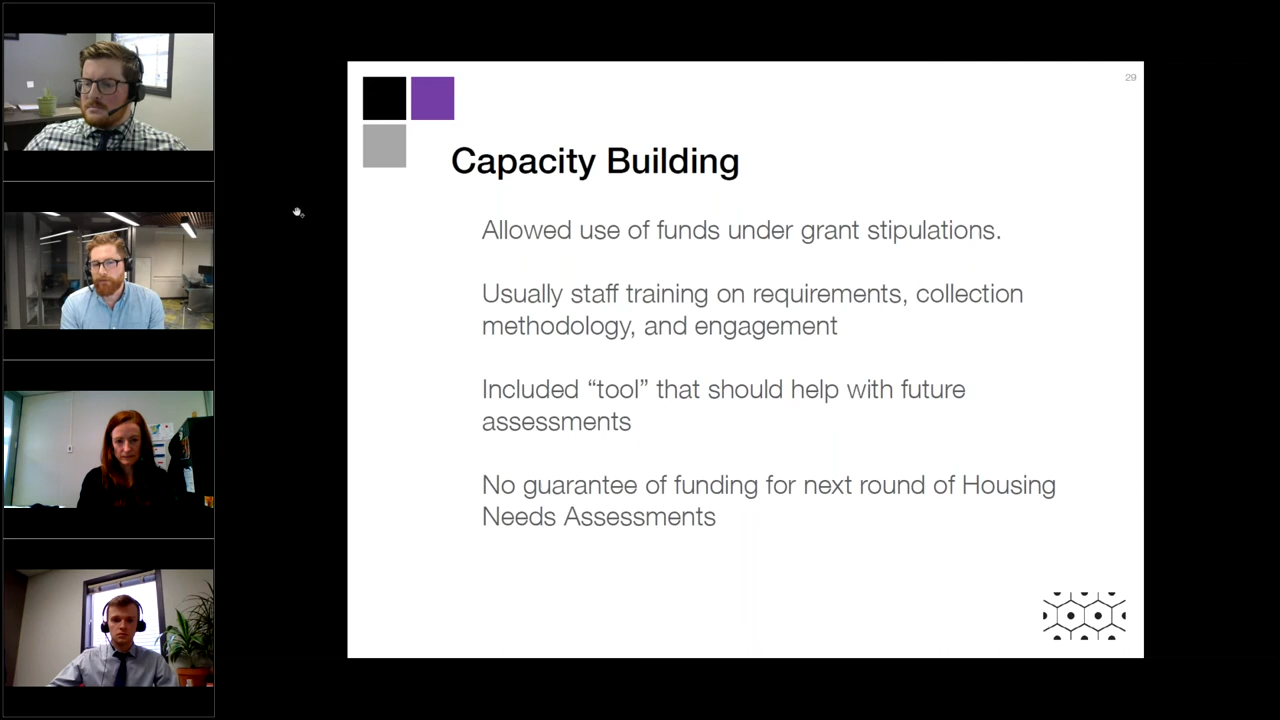 29
Capacity Building
Allowed use of funds under grant stipulations.
Usually staff training on requirements, collection
methodology, and engagement
Included “tool” that should help with future
assessments
No guarantee of funding for next round of Housing
Needs Assessments